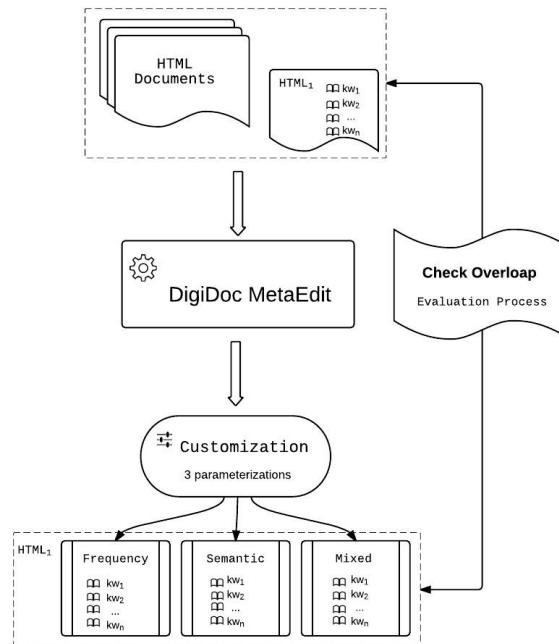 HTML
Documents
HTML₁
kw₁
kw₂
...
kwₙ
DigiDoc MetaEdit
Check Overloap
Evaluation Process
Customization
3 parameterizations
HTML₁
Frequency
kw₁
kw₂
...
kwₙ
Semantic
kw₁
kw₂
...
kwₙ
Mixed
kw₁
kw₂
...
kwₙ